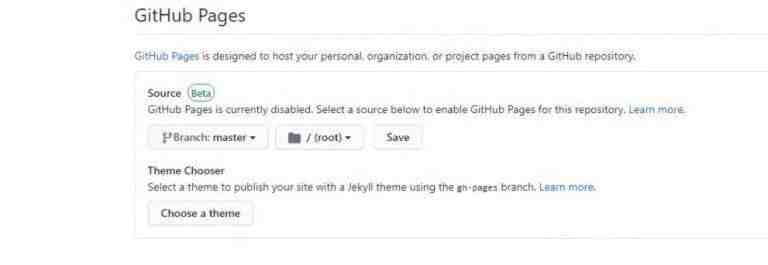 GitHub Pages
GitHub Pages is designed to host your personal, organization, or project pages from a GitHub repository.
Source Beta
GitHub Pages is currently disabled. Select a source below to enable GitHub Pages for this repository. Learn more.
Branch: master / (root) Save
Theme Chooser
Select a theme to publish your site with a Jekyll theme using the gh-pages branch. Learn more.
Choose a theme